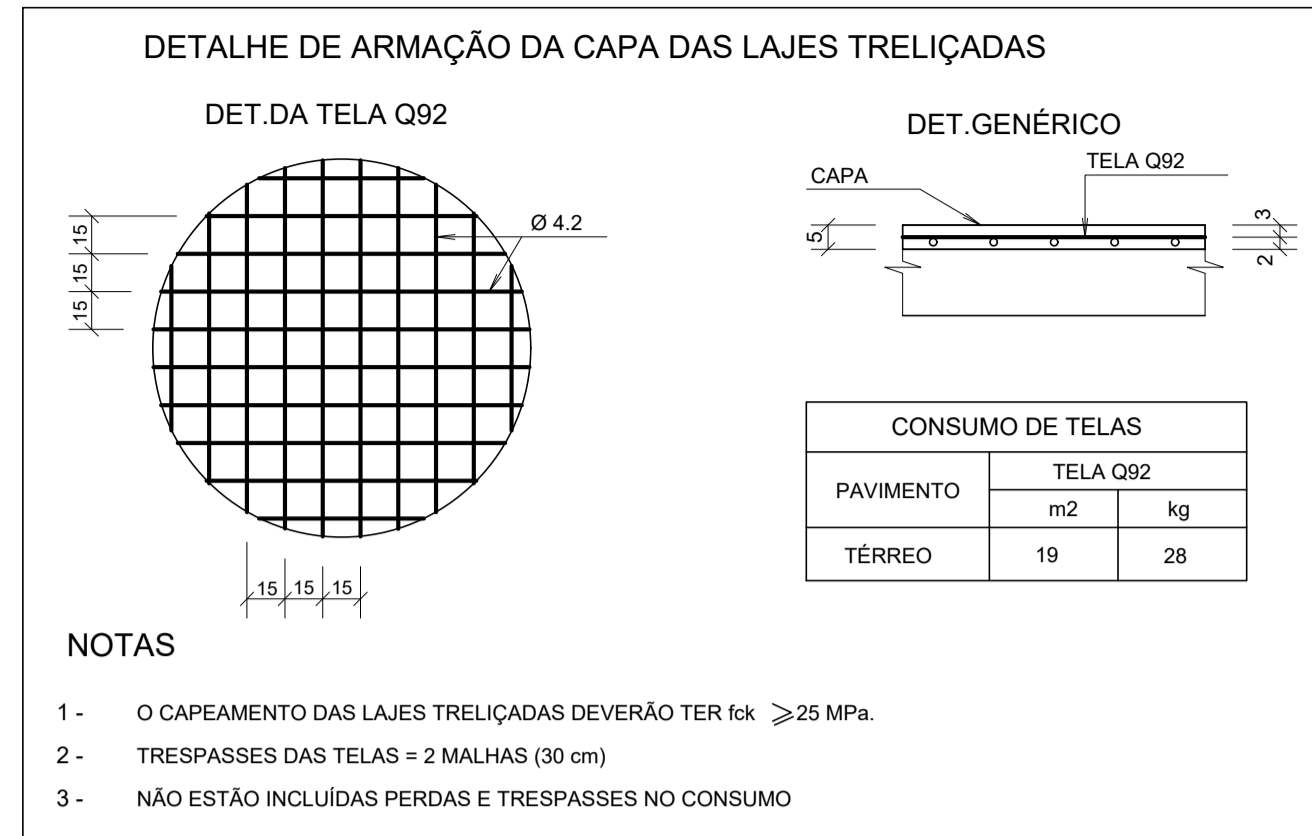 DETALHE DE ARMAÇÃO DA CAPA DAS LAJES TRELIÇADAS
DET.DA TELA Q92
15
15
15
Ø 4.2
15 15 15
DET.GENÉRICO
CAPA
TELA Q92
5
3
2
CONSUMO DE TELAS
PAVIMENTO
TELA Q92
m2 kg
TÉRREO 19 28
NOTAS
1 - O CAPEAMENTO DAS LAJES TRELIÇADAS DEVERÃO TER fck ⩾25 MPa.
2 - TRESPASSES DAS TELAS = 2 MALHAS (30 cm)
3 - NÃO ESTÃO INCLUÍDAS PERDAS E TRESPASSES NO CONSUMO